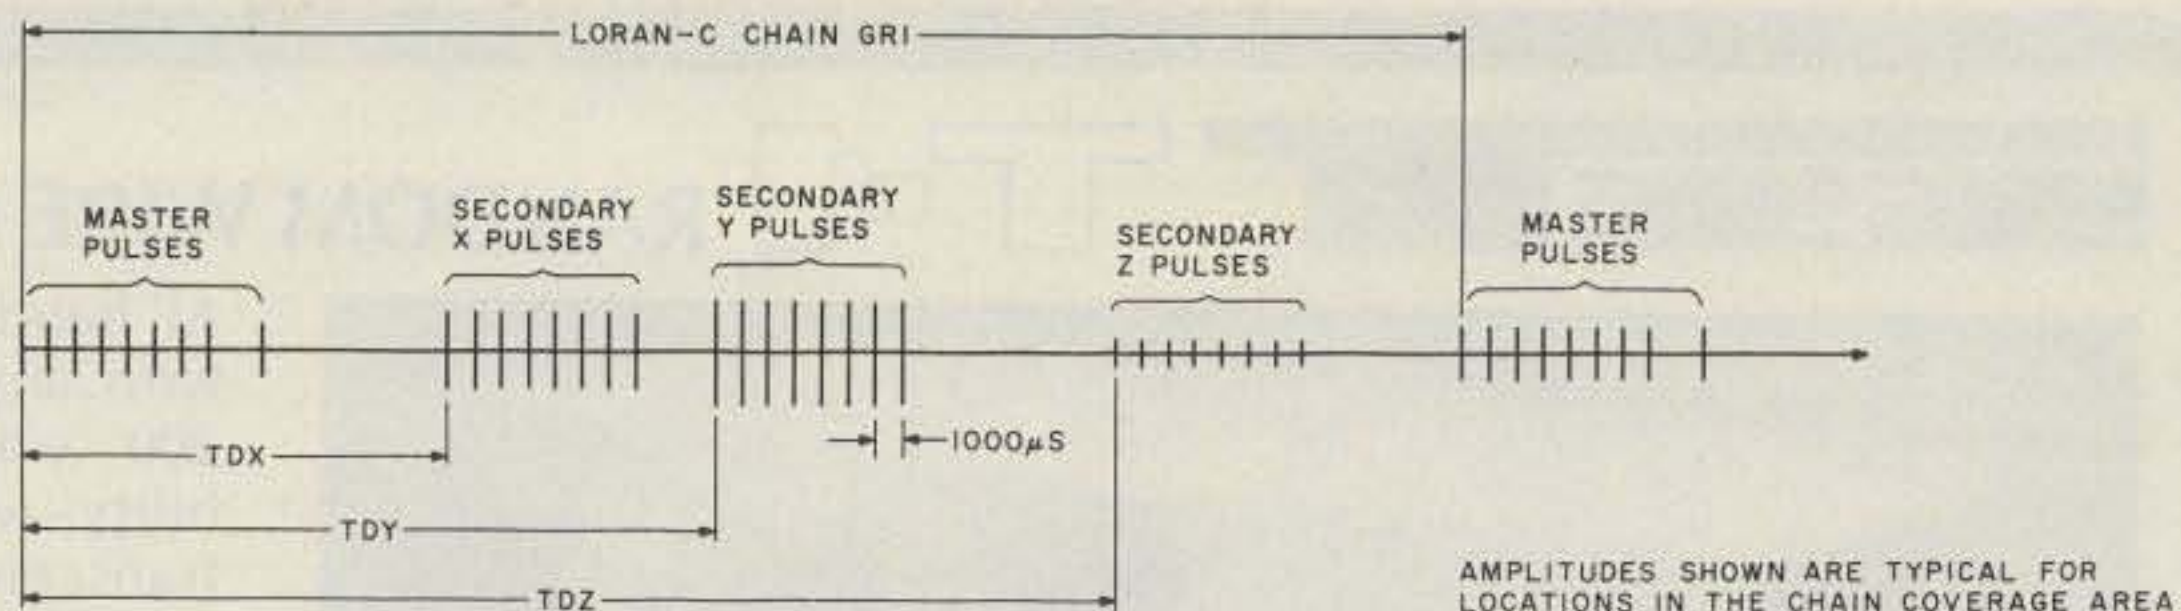 LORAN-C CHAIN GRI
MASTER
PULSES
SECONDARY
X PULSES
SECONDARY
Y PULSES
SECONDARY
Z PULSES
MASTER
PULSES
1000µS
TDX
TDY
TDZ
AMPLITUDES SHOWN ARE TYPICAL FOR
LOCATIONS IN THE CHAIN COVERAGE AREA